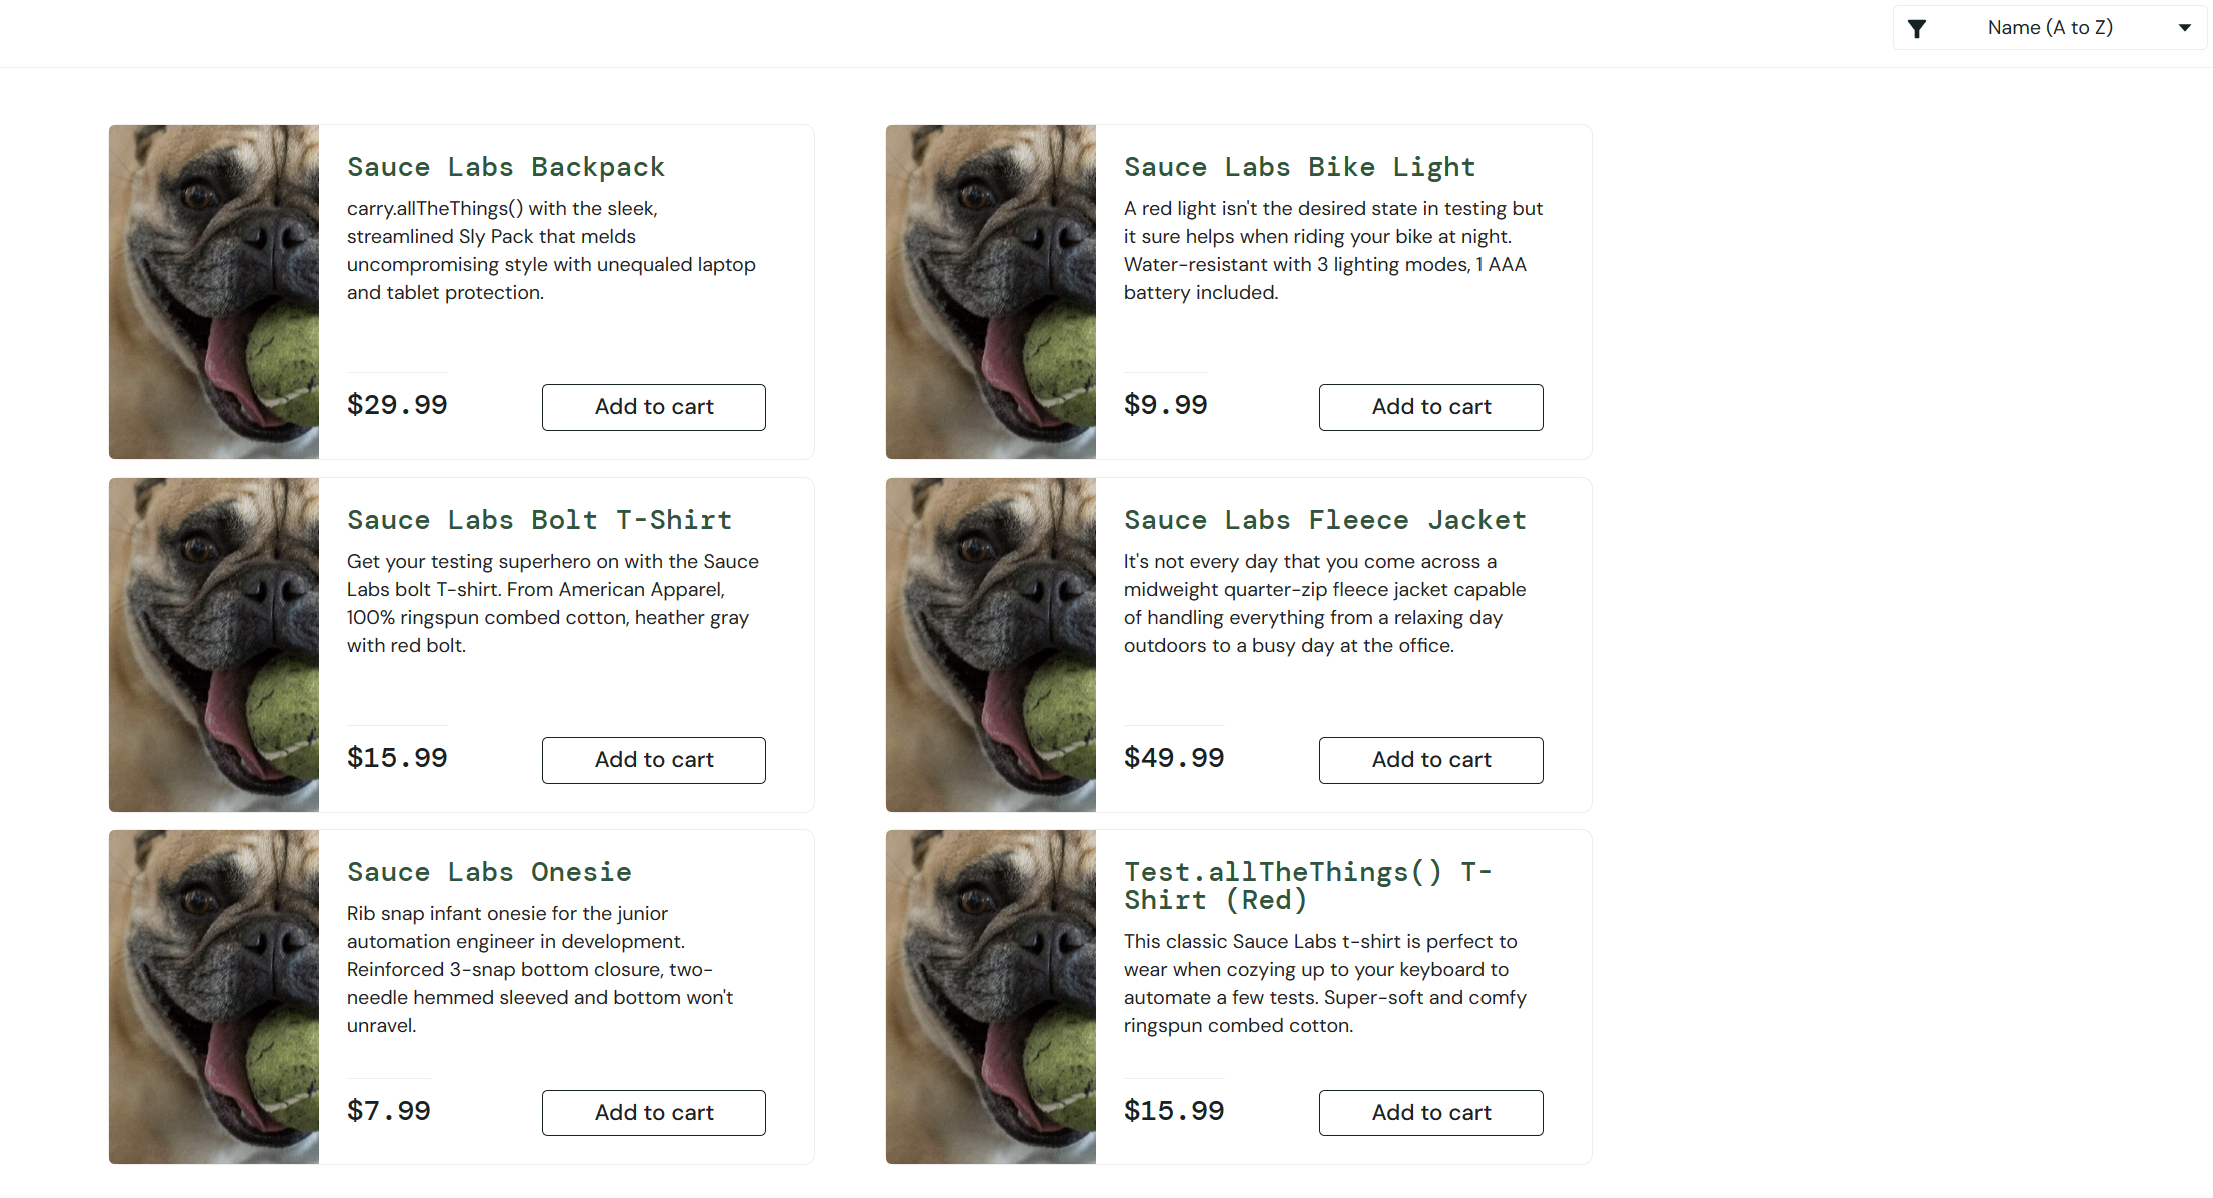 Name (A to Z)
Sauce Labs Backpack
carry.allTheThings() with the sleek,
streamlined Sly Pack that melds
uncompromising style with unequaled laptop
and tablet protection.
$29.99
Add to cart
Sauce Labs Bike Light
A red light isn't the desired state in testing but
it sure helps when riding your bike at night.
Water-resistant with 3 lighting modes, 1 AAA
battery included.
$9.99
Add to cart
Sauce Labs Bolt T-Shirt
Get your testing superhero on with the Sauce
Labs bolt T-shirt. From American Apparel,
100% ringspun combed cotton, heather gray
with red bolt.
$15.99
Add to cart
Sauce Labs Fleece Jacket
It's not every day that you come across a
midweight quarter-zip fleece jacket capable
of handling everything from a relaxing day
outdoors to a busy day at the office.
$49.99
Add to cart
Sauce Labs Onesie
Rib snap infant onesie for the junior
automation engineer in development.
Reinforced 3-snap bottom closure, two-
needle hemmed sleeved and bottom won't
unravel.
$7.99
Add to cart
Test.allTheThings() T-
Shirt (Red)
This classic Sauce Labs t-shirt is perfect to
wear when cozying up to your keyboard to
automate a few tests. Super-soft and comfy
ringspun combed cotton.
$15.99
Add to cart